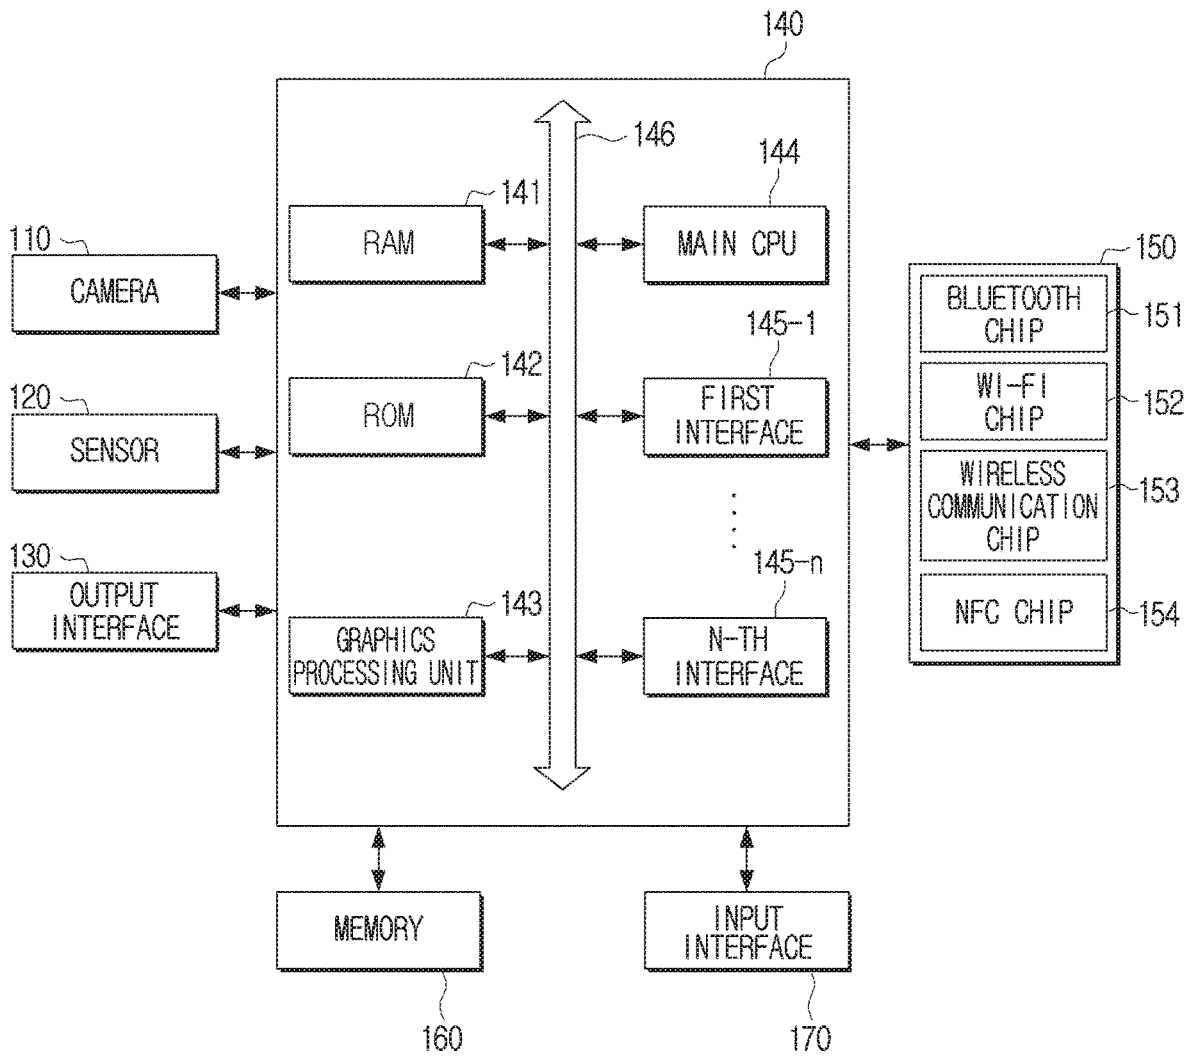 140
146
141
RAM
144
MAIN CPU
110
CAMERA
150
BLUETOOTH
CHIP
151
142
ROM
145-1
FIRST
INTERFACE
WI-FI
CHIP
152
120
SENSOR
WIRELESS
COMMUNICATION
CHIP
153
130
OUTPUT
INTERFACE
143
GRAPHICS
PROCESSING UNIT
145-n
N-TH
INTERFACE
NFC CHIP
154
MEMORY
160
INPUT
INTERFACE
170